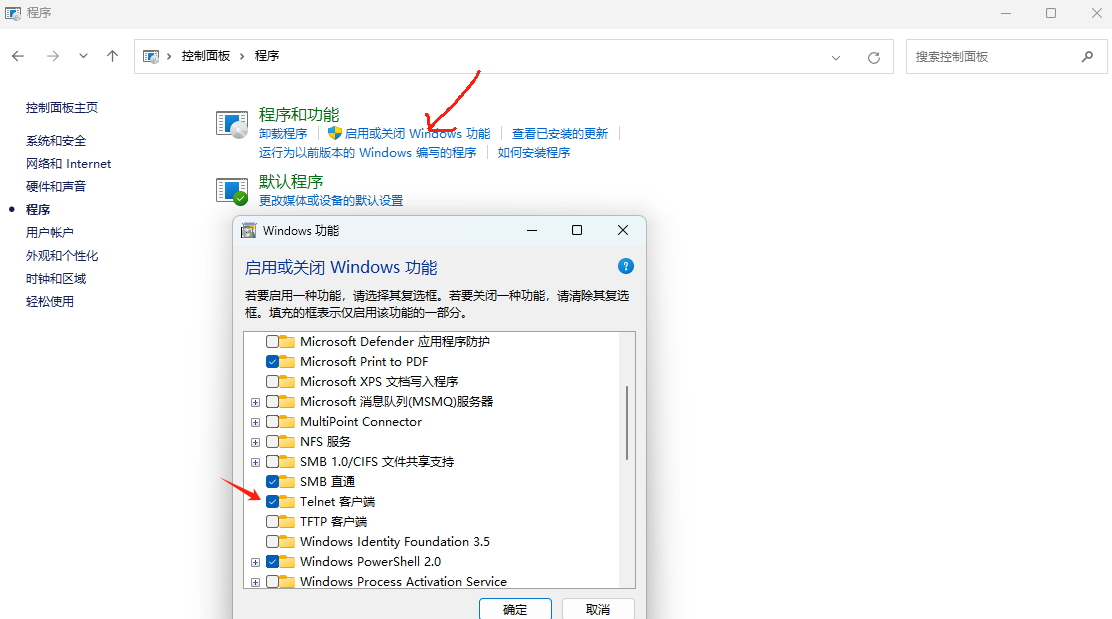 程序
控制面板 › 程序
搜索控制面板
控制面板主页
系统和安全
网络和 Internet
硬件和声音
程序
用户帐户
外观和个性化
时钟和区域
轻松使用
程序和功能
卸载程序 启用或关闭 Windows 功能 查看已安装的更新
运行为以前版本的 Windows 编写的程序 如何安装程序
默认程序
更改媒体或设备的默认设置
Windows 功能
启用或关闭 Windows 功能
若要启用一种功能，请选择其复选框。若要关闭一种功能，请清除其复选
框。填充的框表示仅启用该功能的一部分。
Microsoft Defender 应用程序防护
Microsoft Print to PDF
Microsoft XPS 文档写入程序
Microsoft 消息队列(MSMQ)服务器
MultiPoint Connector
NFS 服务
SMB 1.0/CIFS 文件共享支持
SMB 直通
Telnet 客户端
TFTP 客户端
Windows Identity Foundation 3.5
Windows PowerShell 2.0
Windows Process Activation Service
确定 取消